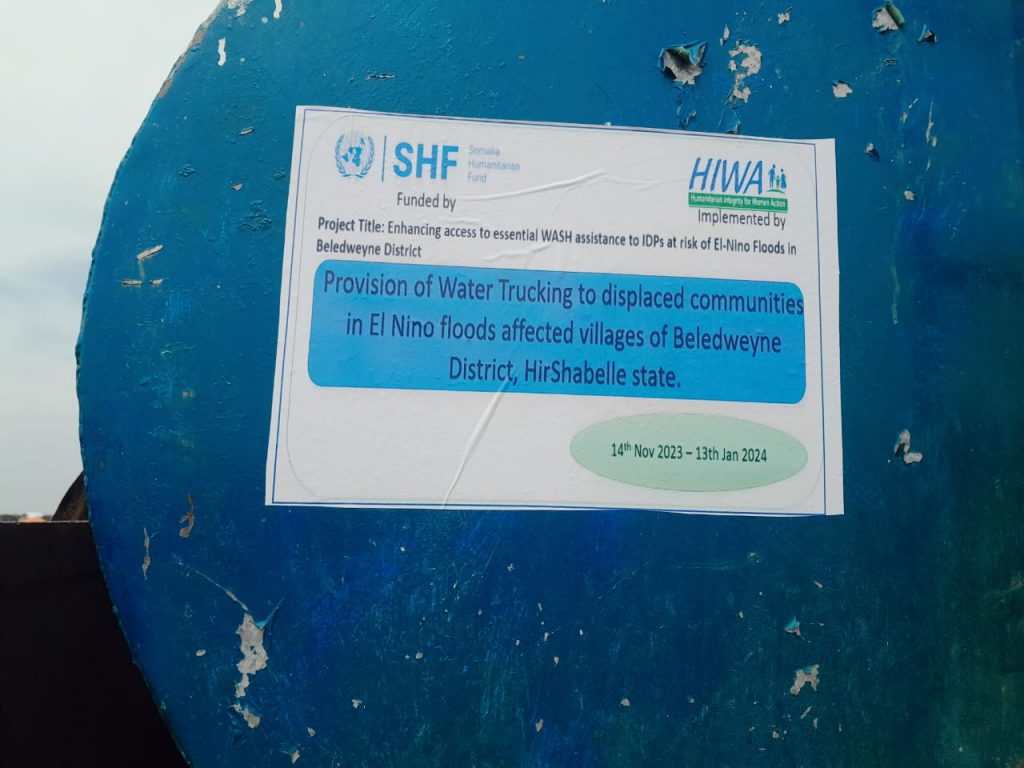 SHF
Somalia
Humanitarian
Fund
Funded by
HIWA
Humanitarian Integrity for Women Action
Implemented by
Project Title: Enhancing access to essential WASH assistance to IDPs at risk of El-Nino Floods in
Beledweyne District
Provision of Water Trucking to displaced communities
in El Nino floods affected villages of Beledweyne
District, HirShabelle state.
14th Nov 2023 – 13th Jan 2024